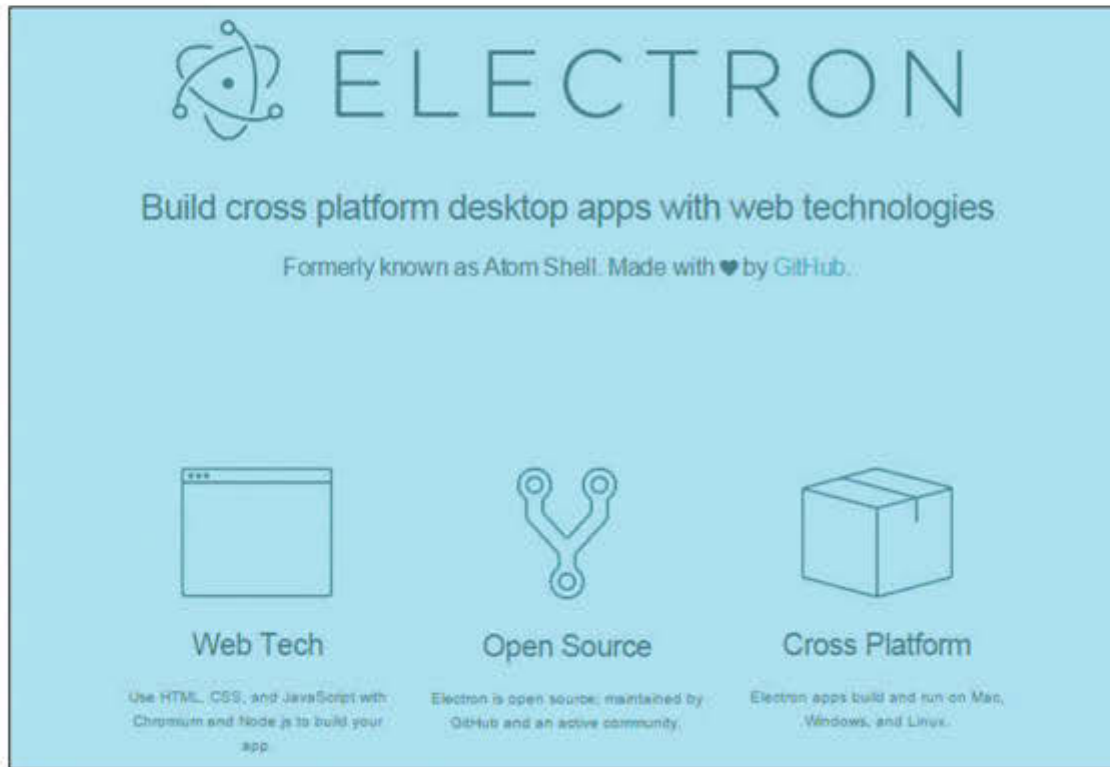 ELECTRON
Build cross platform desktop apps with web technologies
Formerly known as Atom Shell. Made with ♥ by GitHub.
Web Tech
Use HTML, CSS, and JavaScript with
Chromium and Node.js to build your
app.
Open Source
Electron is open source; maintained by
GitHub and an active community.
Cross Platform
Electron apps build and run on Mac,
Windows, and Linux.